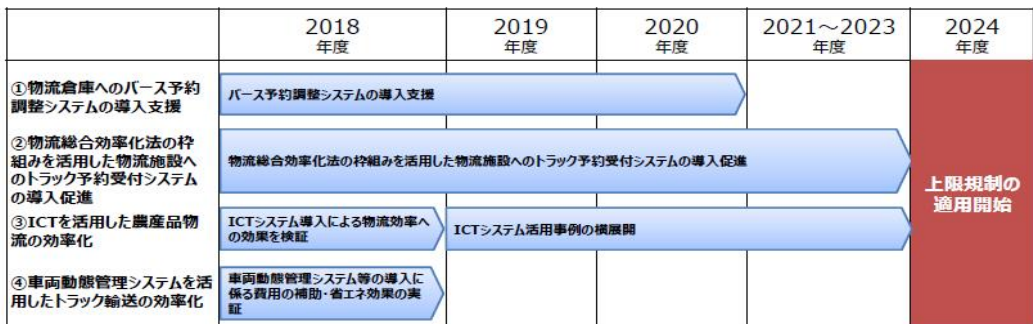 2018
年度
2019
年度
2020
年度
2021～2023
年度
2024
年度
①物流倉庫へのバース予約
調整システムの導入支援
バース予約調整システムの導入支援
②物流総合効率化法の枠
組みを活用した物流施設へ
のトラック予約受付システム
の導入促進
物流総合効率化法の枠組みを活用した物流施設へのトラック予約受付システムの導入促進
③ICTを活用した農産品物
流の効率化
ICTシステム導入による物流効率へ
の効果を検証
ICTシステム活用事例の横展開
④車両動態管理システムを活
用したトラック輸送の効率化
車両動態管理システム等の導入に
係る費用の補助・省エネ効果の実
証
上限規制の
適用開始